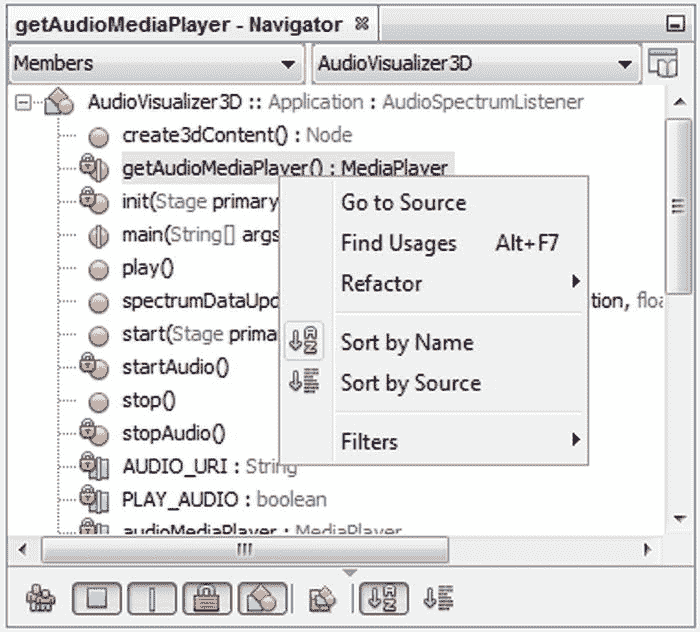 getAudioMediaPlayer - Navigator
Members AudioVisualizer3D
AudioVisualizer3D :: Application : AudioSpectrumListener
create3dContent() : Node
getAudioMediaPlayer() : MediaPlayer
init(Stage primary
main(String[] args
play()
spectrumDataUpd tion, floa
start(Stage prima
startAudio()
stop()
stopAudio()
AUDIO_URI : String
PLAY_AUDIO : boolean
audioMediaPlayer : MediaPlayer
Go to Source
Find Usages Alt+F7
Refactor
Sort by Name
Sort by Source
Filters